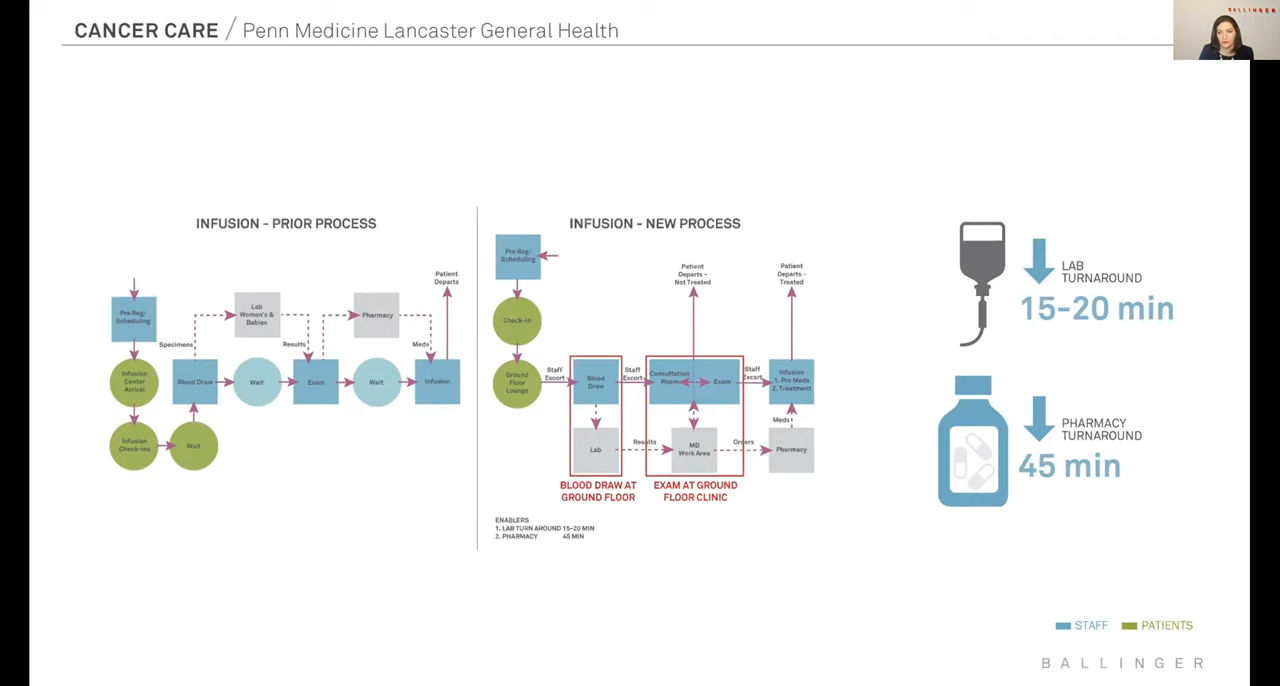 CANCER CARE / Penn Medicine Lancaster General Health
BALLINGER
INFUSION - PRIOR PROCESS
Pre Reg/
Scheduling
Infusion
Center
Arrival
Infusion
Check-ins
Wait
Specimens
Blood Draw
Lab
Women's &
Babies
Wait
Results
Exam
Pharmacy
Wait
Meds
Infusion
Patient
Departs
INFUSION - NEW PROCESS
Pre Reg/
Scheduling
Check-in
Ground
Floor
Lounge
Staff
Escort
Blood
Draw
Lab
Staff
Escort
Results
Patient
Departs -
Not Treated
Consultation
Room
Exam
MD
Work Area
Staff
Escort
Orders
Patient
Departs -
Treated
Infusion
1. Pre Meds
2. Treatment
Meds
Pharmacy
BLOOD DRAW AT
GROUND FLOOR
EXAM AT GROUND
FLOOR CLINIC
ENABLERS
1. LAB TURN AROUND 15-20 MIN
2. PHARMACY 45 MIN
LAB
TURNAROUND
15-20 min
PHARMACY
TURNAROUND
45 min
STAFF
PATIENTS
BALLINGER